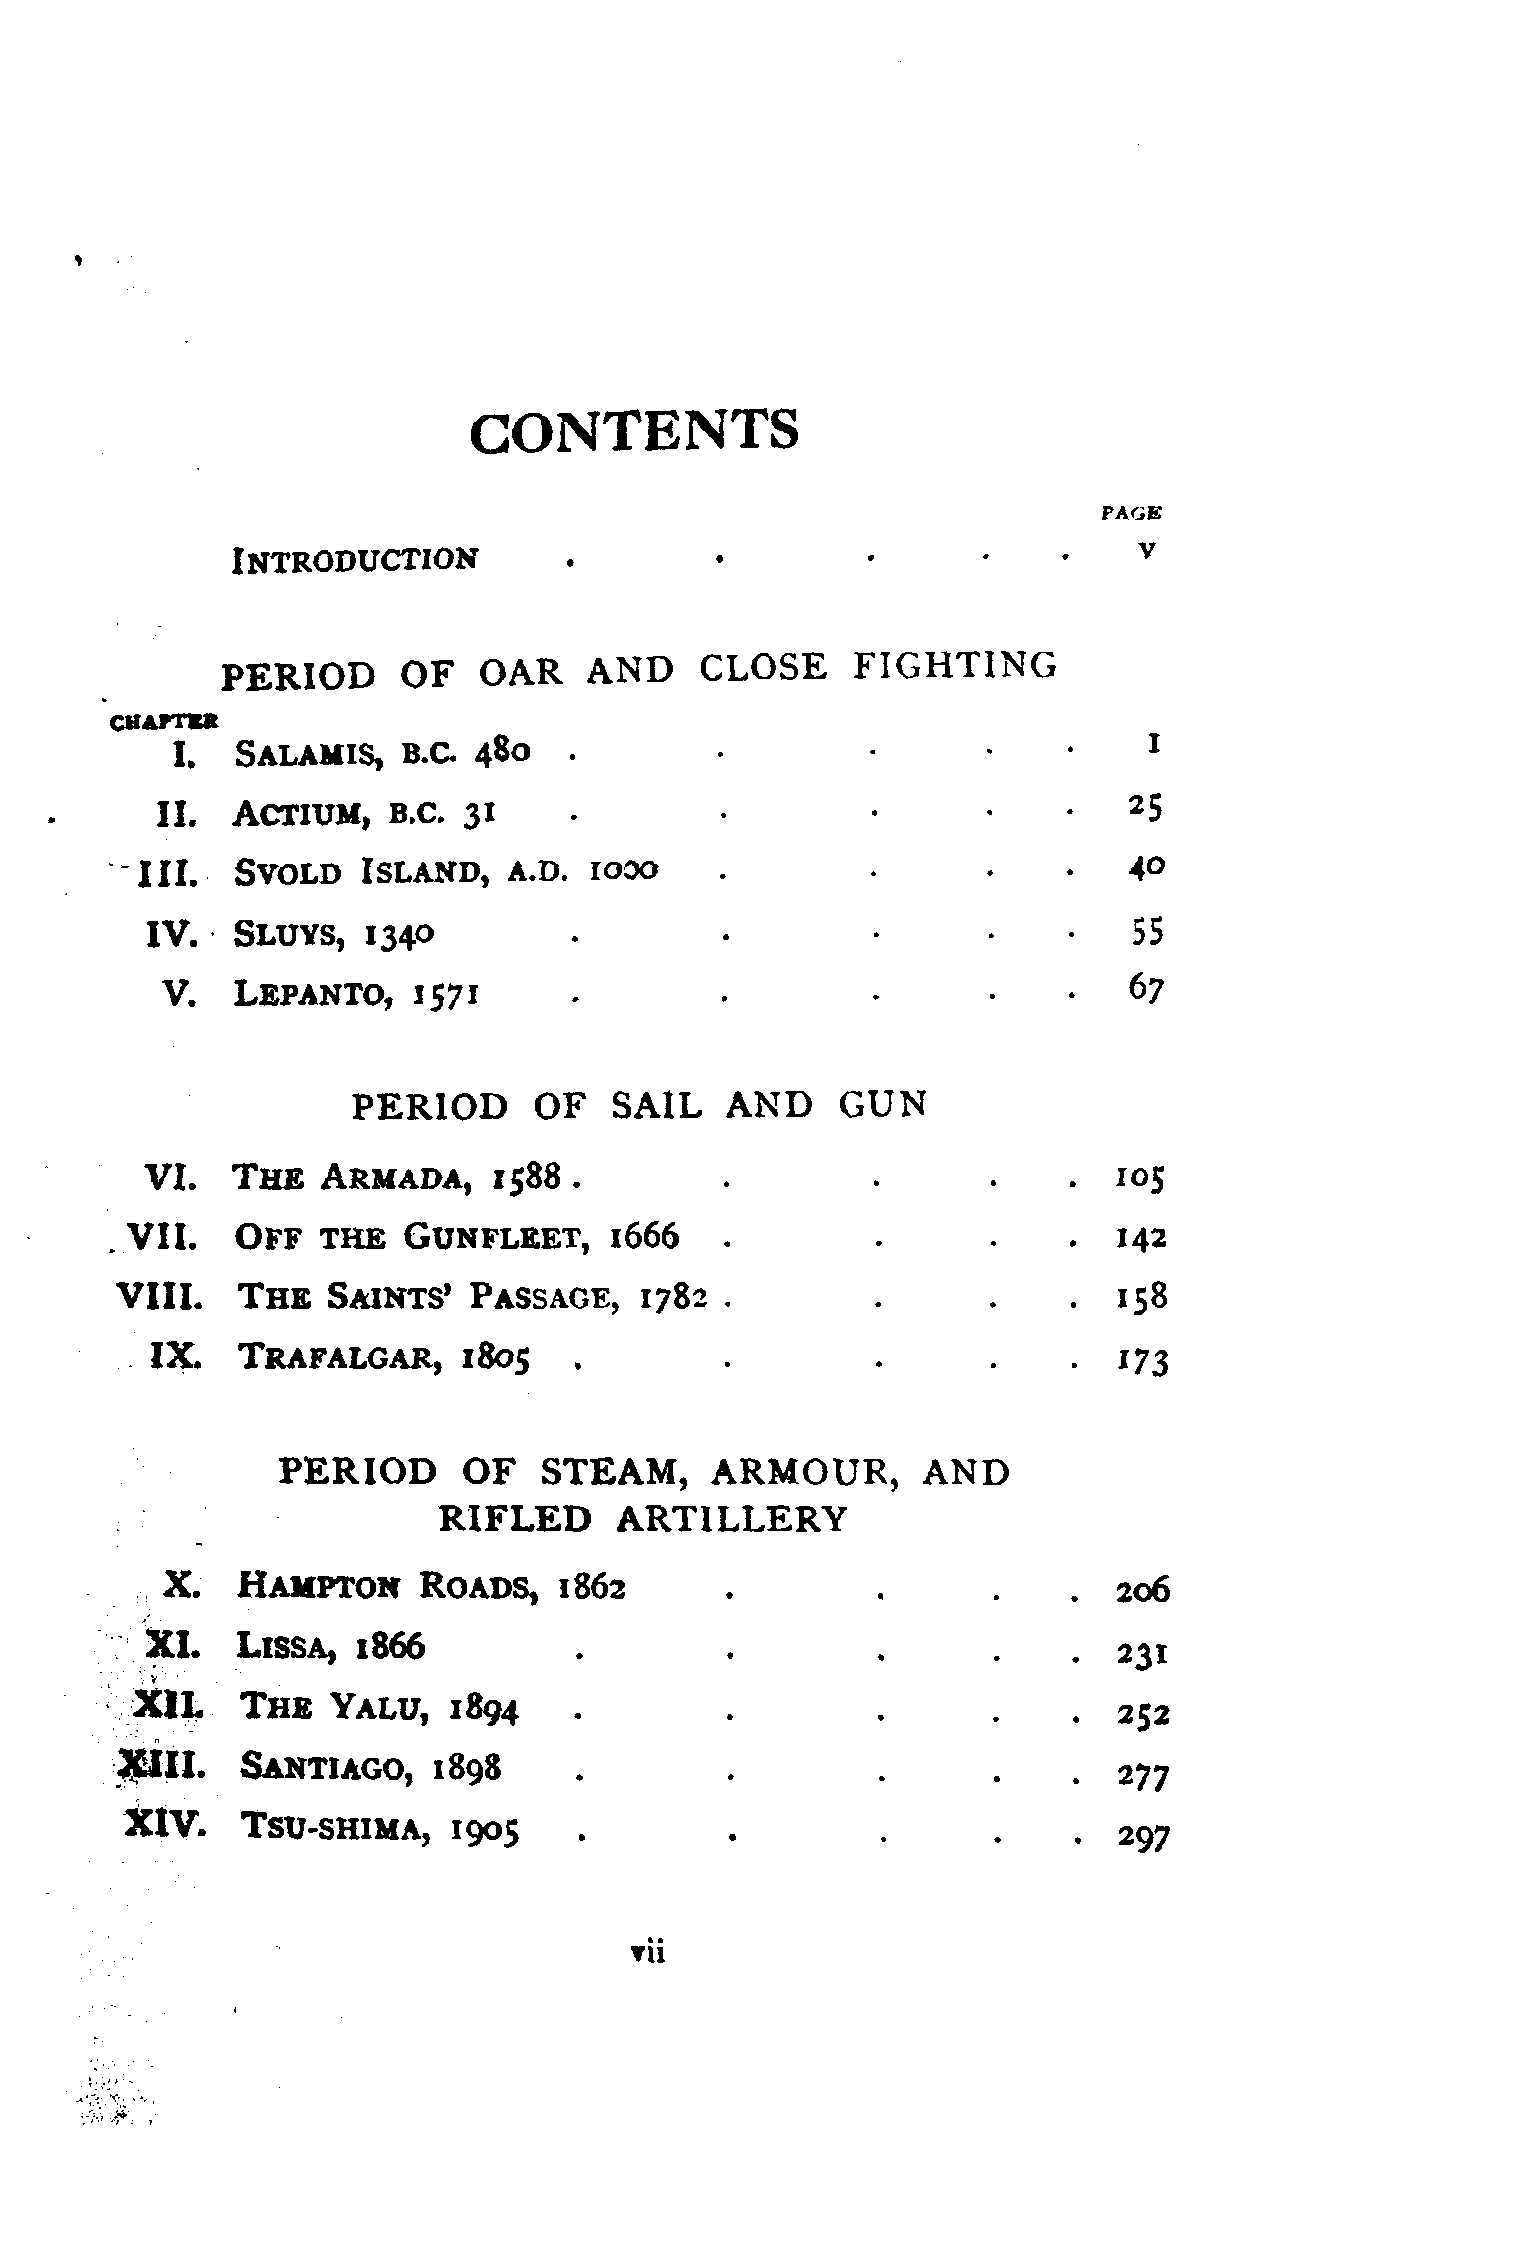 CONTENTS
PAGE
INTRODUCTION . . . . . v
PERIOD OF OAR AND CLOSE FIGHTING
CHAPTER
I. SALAMIS, B.C. 480 . . . . . 1
II. ACTIUM, B.C. 31 . . . . . 25
III. SVOLD ISLAND, A.D. 1000 . . . . 40
IV. SLUYS, 1340 . . . . . 55
V. LEPANTO, 1571 . . . . . 67
PERIOD OF SAIL AND GUN
VI. THE ARMADA, 1588 . . . . . 105
VII. OFF THE GUNFLEET, 1666 . . . . 142
VIII. THE SAINTS' PASSAGE, 1782 . . . . 158
IX. TRAFALGAR, 1805 . . . . . 173
PERIOD OF STEAM, ARMOUR, AND
RIFLED ARTILLERY
X. HAMPTON ROADS, 1862 . . . . 206
XI. LISSA, 1866 . . . . . 231
XII. THE YALU, 1894 . . . . . 252
XIII. SANTIAGO, 1898 . . . . . 277
XIV. TSU-SHIMA, 1905 . . . . . 297
vii